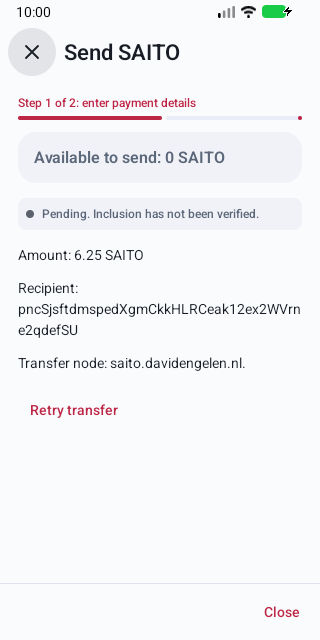 10:00
Send SAITO
Step 1 of 2: enter payment details
Available to send: 0 SAITO
Pending. Inclusion has not been verified.
Amount: 6.25 SAITO
Recipient:
pncSjsftdmspedXgmCkkHLRCeak12ex2WVrn
e2qdefSU
Transfer node: saito.davidengelen.nl.
Retry transfer
Close